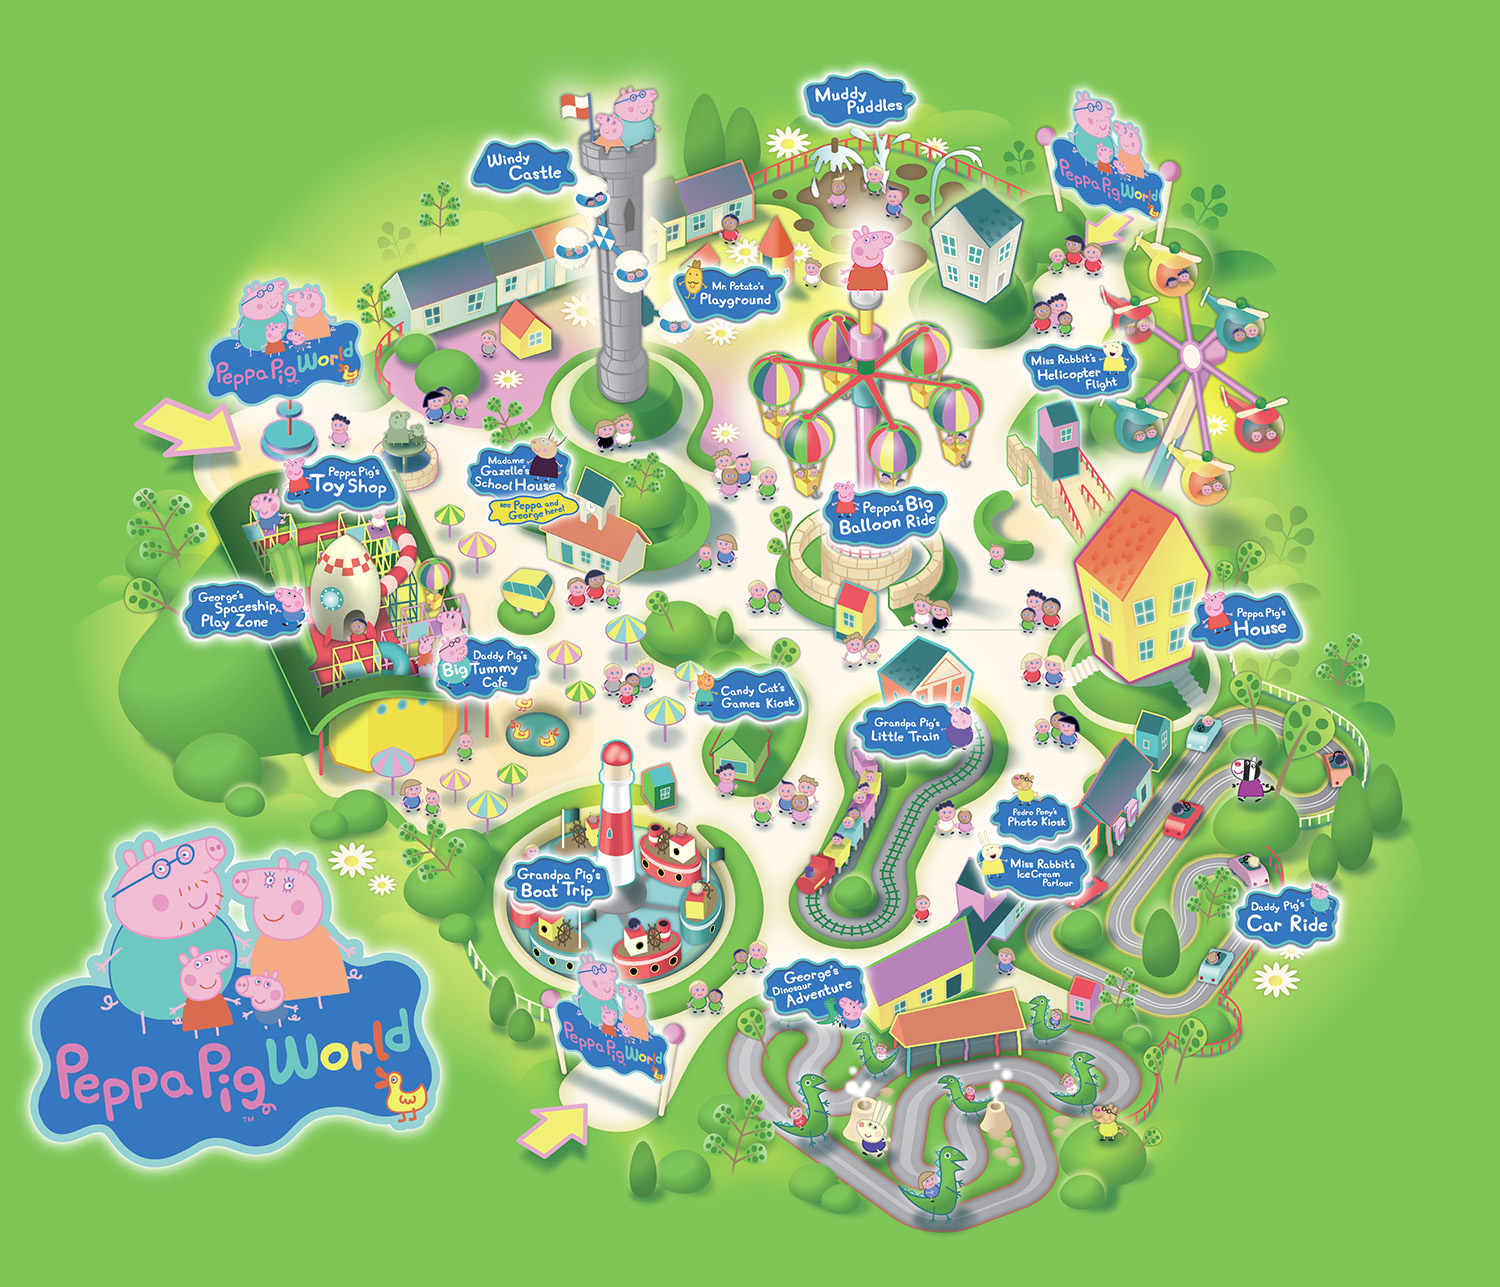 Muddy
Puddles
Windy
Castle
Peppa Pig World
Mr. Potato's
Playground
Peppa Pig World
Miss Rabbit's
Helicopter
Flight
Peppa Pig's
Toy Shop
Madame
Gazelle's
School House
see Peppa and
George here!
Peppa's Big
Balloon Ride
George's
Spaceship
Play Zone
Peppa Pig's
House
Daddy Pig's
Big Tummy
Cafe
Candy Cat's
Games Kiosk
Grandpa Pig's
Little Train
Pedro Pony's
Photo Kiosk
Miss Rabbit's
Ice Cream
Parlour
Grandpa Pig's
Boat Trip
Daddy Pig's
Car Ride
George's
Dinosaur
Adventure
Peppa Pig World
Peppa Pig World
TM